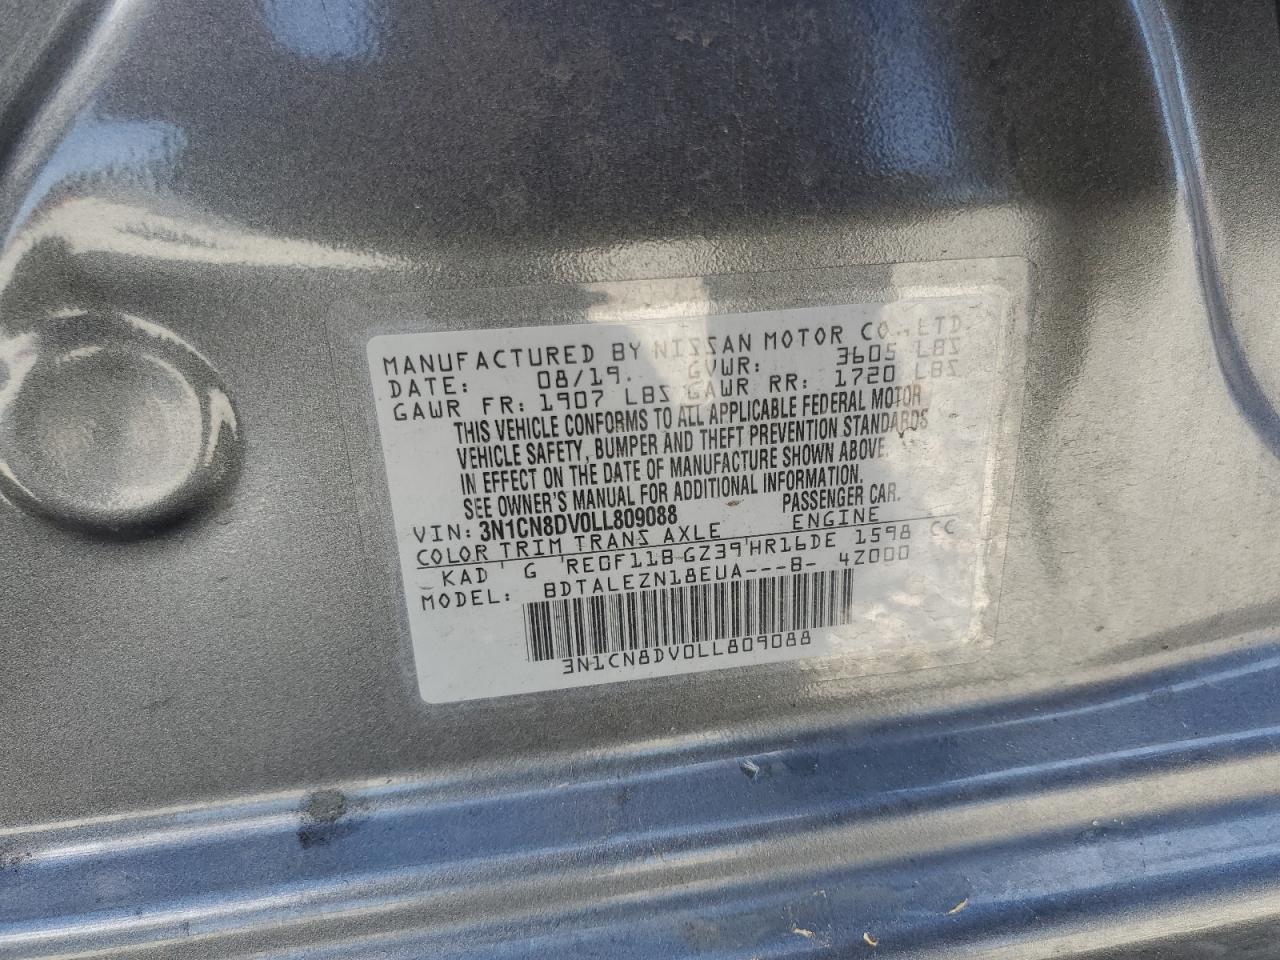 MANUFACTURED BY NISSAN MOTOR CO., LTD.
DATE: 08/19. GVWR: 3605 LBS
GAWR FR: 1907 LBS GAWR RR: 1720 LBS
THIS VEHICLE CONFORMS TO ALL APPLICABLE FEDERAL MOTOR
VEHICLE SAFETY, BUMPER AND THEFT PREVENTION STANDARDS
IN EFFECT ON THE DATE OF MANUFACTURE SHOWN ABOVE.
SEE OWNER'S MANUAL FOR ADDITIONAL INFORMATION.
VIN: 3N1CN8DV0LL809088 PASSENGER CAR.
COLOR TRIM TRANS AXLE ENGINE
KAD G RE0F11B GZ39 HR16DE 1598 CC
MODEL: BDTALEZN18EUA---B- 4Z000
3N1CN8DV0LL809088